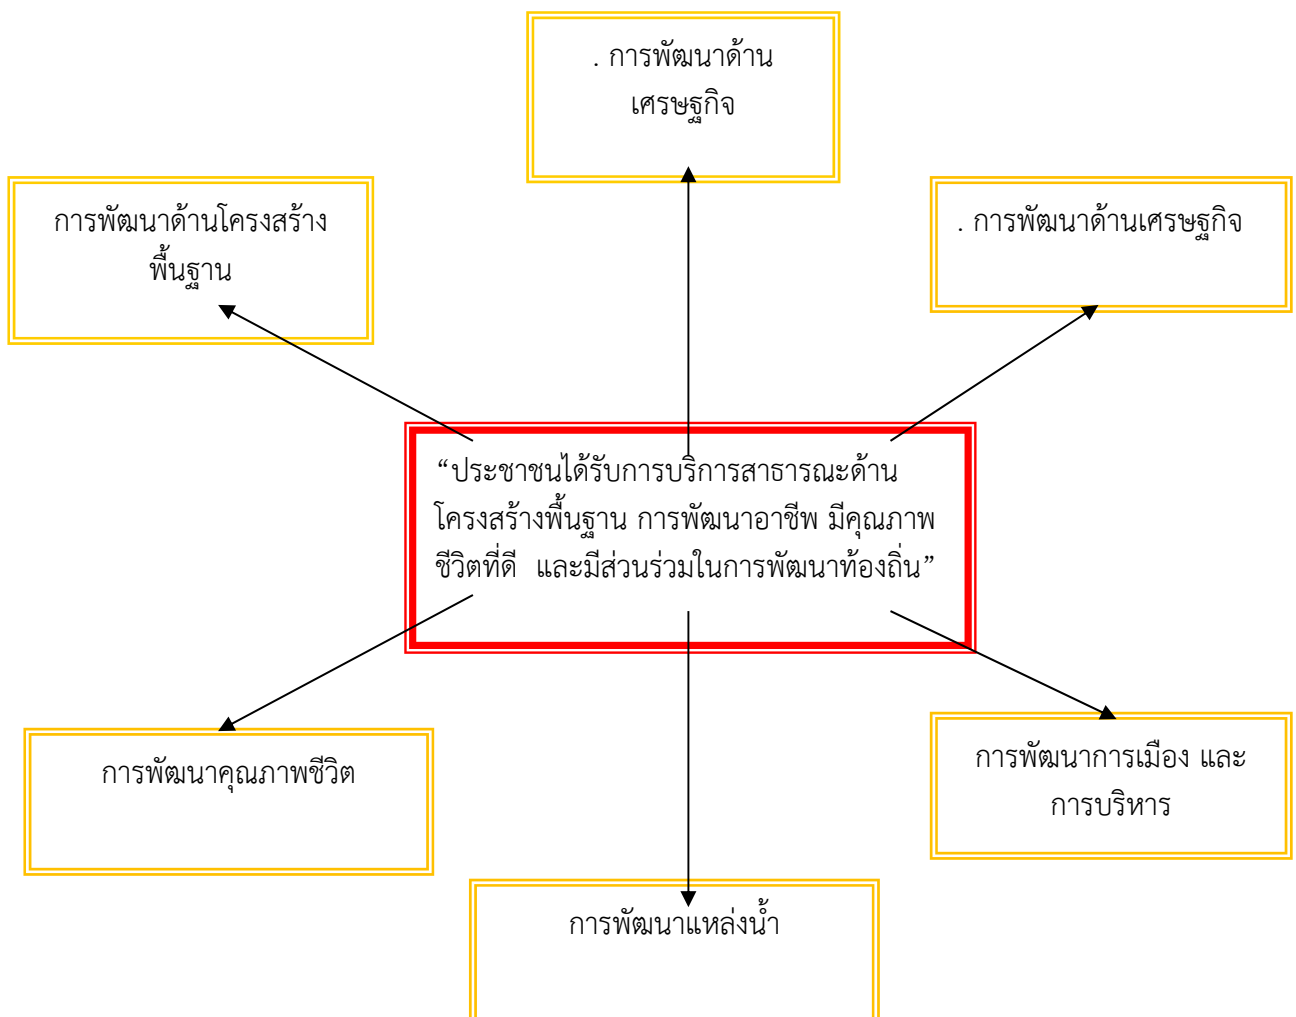 . การพัฒนาด้าน
เศรษฐกิจ
การพัฒนาด้านโครงสร้าง
พื้นฐาน
. การพัฒนาด้านเศรษฐกิจ
“ประชาชนได้รับการบริการสาธารณะด้าน
โครงสร้างพื้นฐาน การพัฒนาอาชีพ มีคุณภาพ
ชีวิตที่ดี และมีส่วนร่วมในการพัฒนาท้องถิ่น”
การพัฒนาคุณภาพชีวิต
การพัฒนาการเมือง และ
การบริหาร
การพัฒนาแหล่งน้ำ